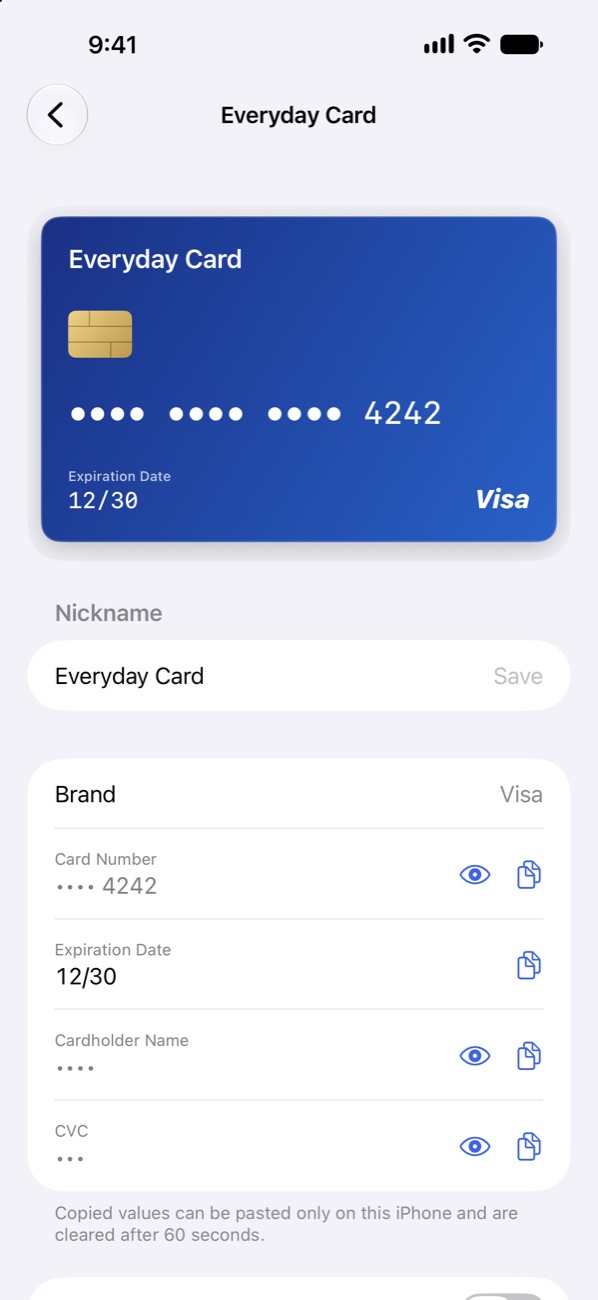 9:41
Everyday Card
Everyday Card
•••• •••• •••• 4242
Expiration Date
12/30
Visa
Nickname
Everyday Card Save
Brand Visa
Card Number
•••• 4242
Expiration Date
12/30
Cardholder Name
••••
CVC
•••
Copied values can be pasted only on this iPhone and are
cleared after 60 seconds.